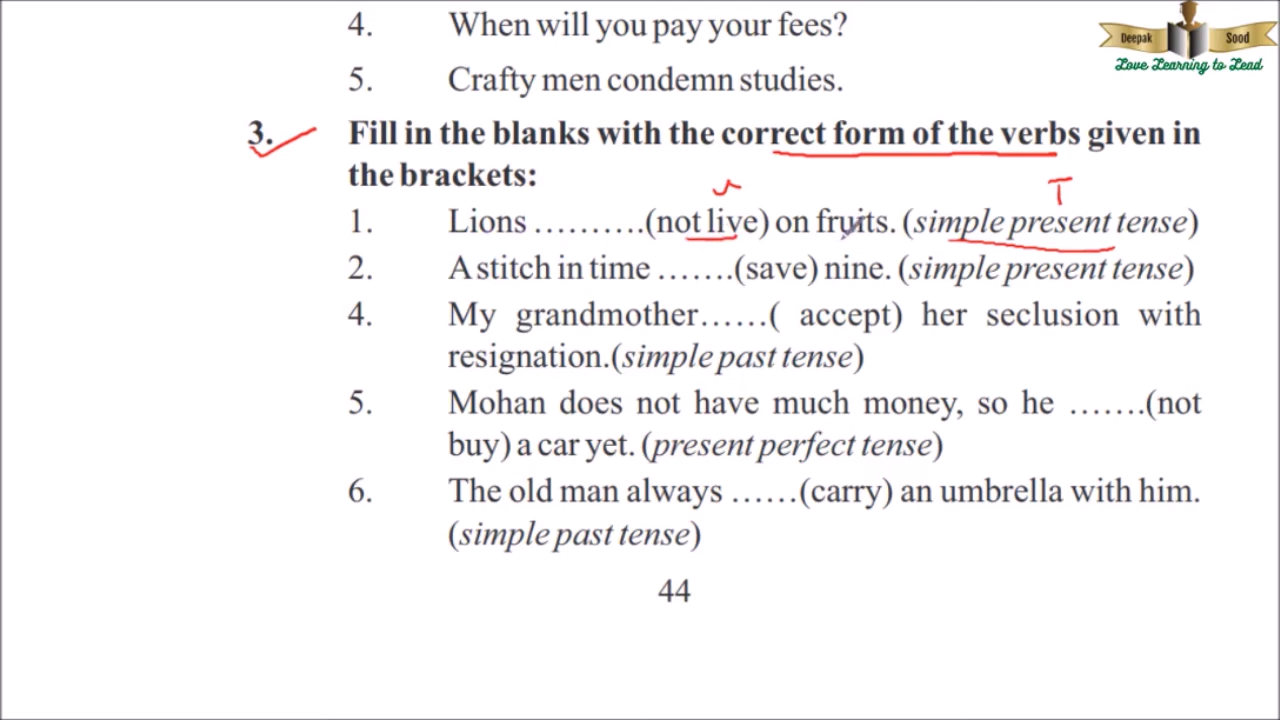 4. When will you pay your fees?
Deepak Sood
Love Learning to Lead
5. Crafty men condemn studies.
3. Fill in the blanks with the correct form of the verbs given in
the brackets:
T
1. Lions ..........(not live) on fruits. (simple present tense)
2. A stitch in time .......(save) nine. (simple present tense)
4. My grandmother......( accept) her seclusion with
resignation.(simple past tense)
5. Mohan does not have much money, so he .......(not
buy) a car yet. (present perfect tense)
6. The old man always ......(carry) an umbrella with him.
(simple past tense)
44